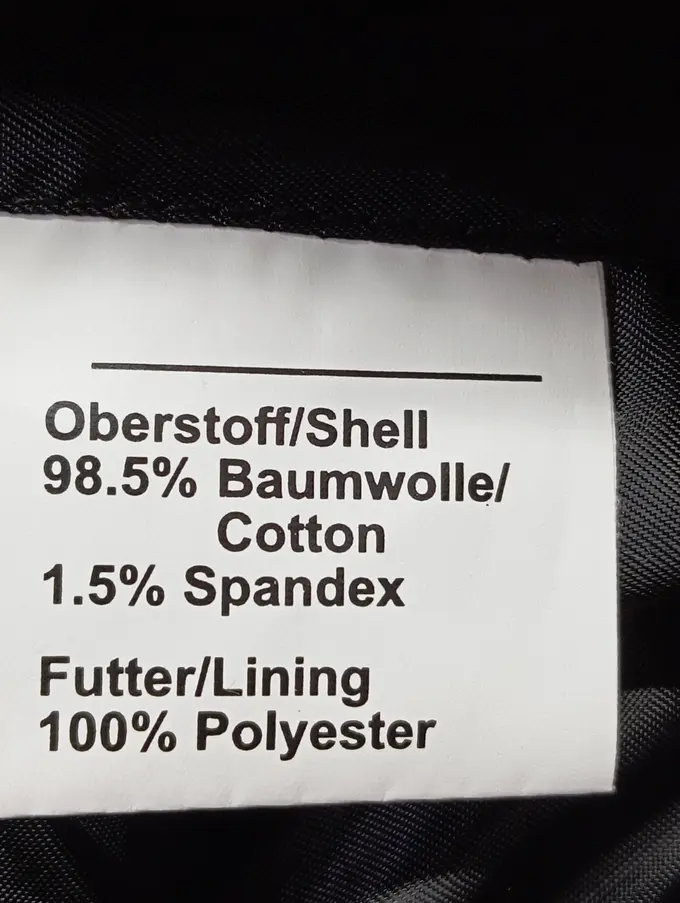 Oberstoff/Shell
98.5% Baumwolle/
Cotton
1.5% Spandex
Futter/Lining
100% Polyester